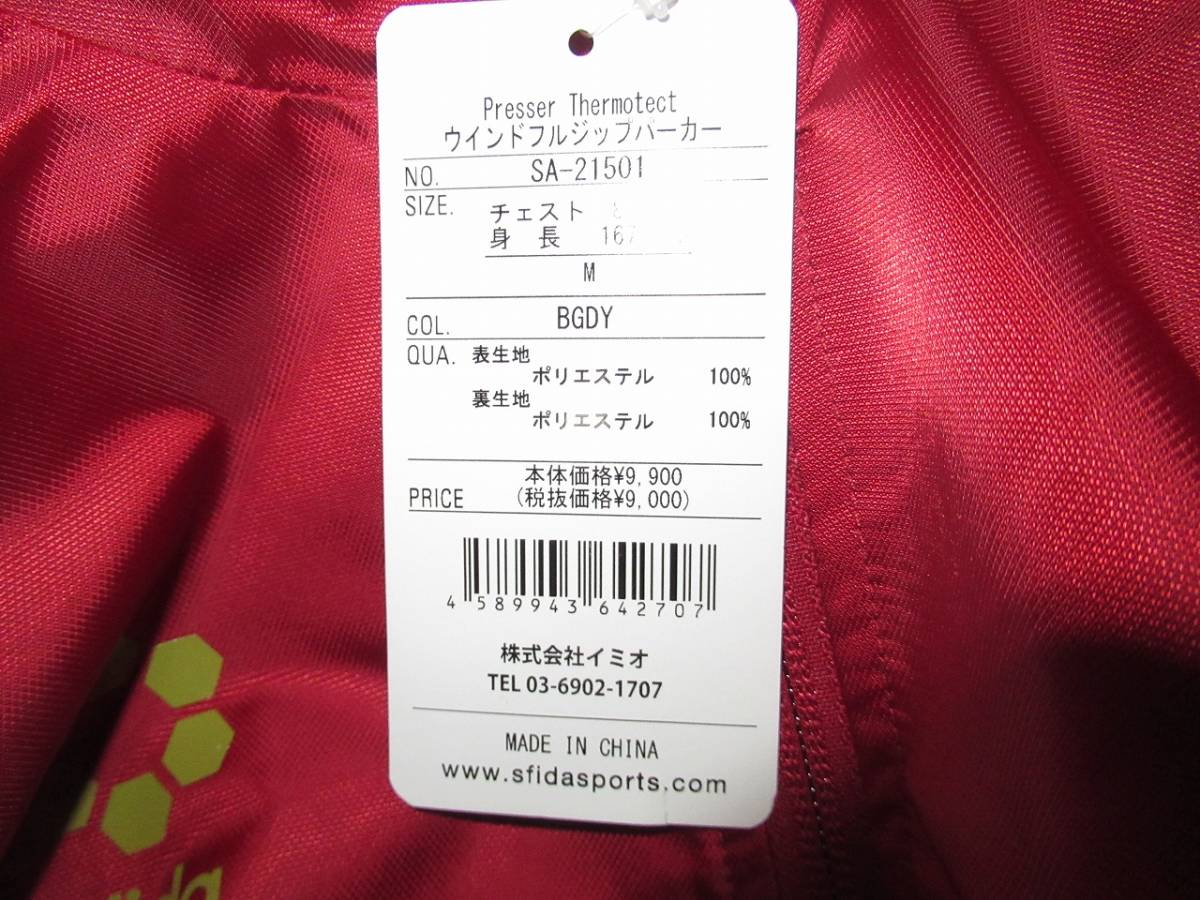 Presser Thermotect
ウインドフルジップパーカー
NO. SA-21501
SIZE. チェスト
身長 167
M
COL. BGDY
QUA. 表生地
ポリエステル 100%
裏生地
ポリエステル 100%
本体価格¥9,900
PRICE (税抜価格¥9,000)
4 589943 642707
株式会社イミオ
TEL 03-6902-1707
MADE IN CHINA
www.sfidasports.com